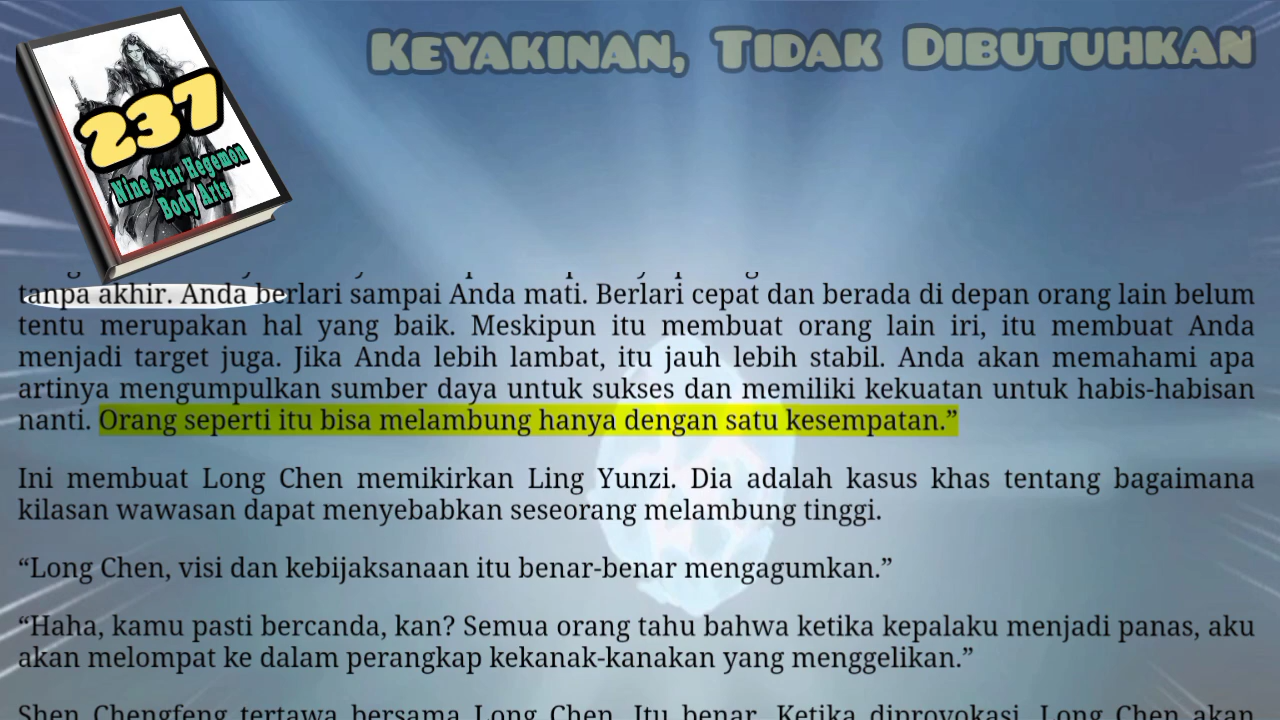 KEYAKINAN, TIDAK DIBUTUHKAN
237
Nine Star Hegemon
Body Arts
tanpa akhir. Anda berlari sampai Anda mati. Berlari cepat dan berada di depan orang lain belum
tentu merupakan hal yang baik. Meskipun itu membuat orang lain iri, itu membuat Anda
menjadi target juga. Jika Anda lebih lambat, itu jauh lebih stabil. Anda akan memahami apa
artinya mengumpulkan sumber daya untuk sukses dan memiliki kekuatan untuk habis-habisan
nanti. Orang seperti itu bisa melambung hanya dengan satu kesempatan.”
Ini membuat Long Chen memikirkan Ling Yunzi. Dia adalah kasus khas tentang bagaimana
kilasan wawasan dapat menyebabkan seseorang melambung tinggi.
“Long Chen, visi dan kebijaksanaan itu benar-benar mengagumkan.”
“Haha, kamu pasti bercanda, kan? Semua orang tahu bahwa ketika kepalaku menjadi panas, aku
akan melompat ke dalam perangkap kekanak-kanakan yang menggelikan.”
Shen Chengfeng tertawa bersama Long Chen. Itu benar. Ketika diprovokasi, Long Chen akan